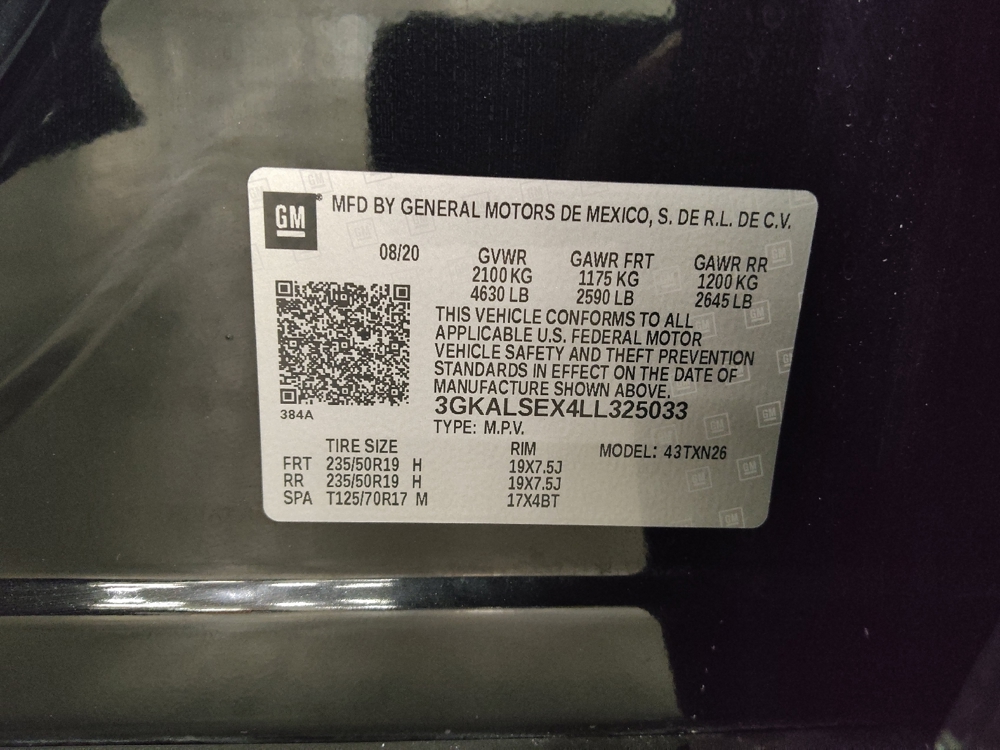 GM ® MFD BY GENERAL MOTORS DE MEXICO, S. DE R.L. DE C.V.
08/20 GVWR GAWR FRT GAWR RR
2100 KG 1175 KG 1200 KG
4630 LB 2590 LB 2645 LB
THIS VEHICLE CONFORMS TO ALL
APPLICABLE U.S. FEDERAL MOTOR
VEHICLE SAFETY AND THEFT PREVENTION
STANDARDS IN EFFECT ON THE DATE OF
MANUFACTURE SHOWN ABOVE.
384A
3GKALSEX4LL325033
TYPE: M.P.V.
TIRE SIZE RIM MODEL: 43TXN26
FRT 235/50R19 H 19X7.5J
RR 235/50R19 H 19X7.5J
SPA T125/70R17 M 17X4BT